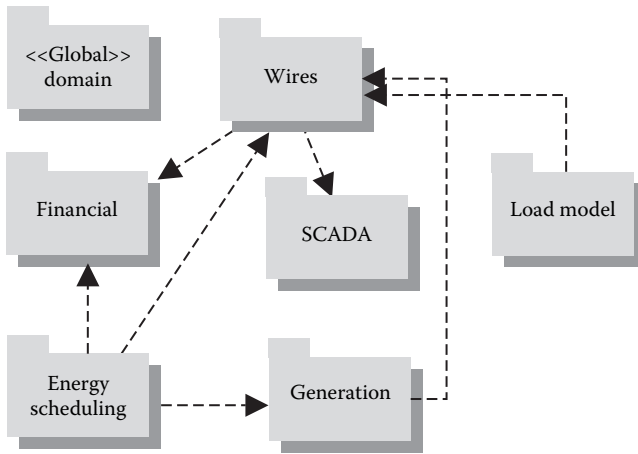 <<Global>>
domain
Wires
Financial
SCADA
Load model
Energy
scheduling
Generation